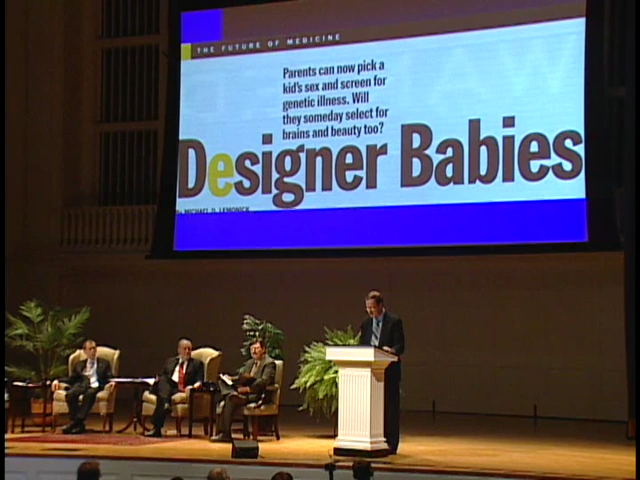 THE FUTURE OF MEDICINE
Parents can now pick a
kid's sex and screen for
genetic illness. Will
they someday select for
brains and beauty too?
Designer Babies
By MICHAEL D. LEMONICK